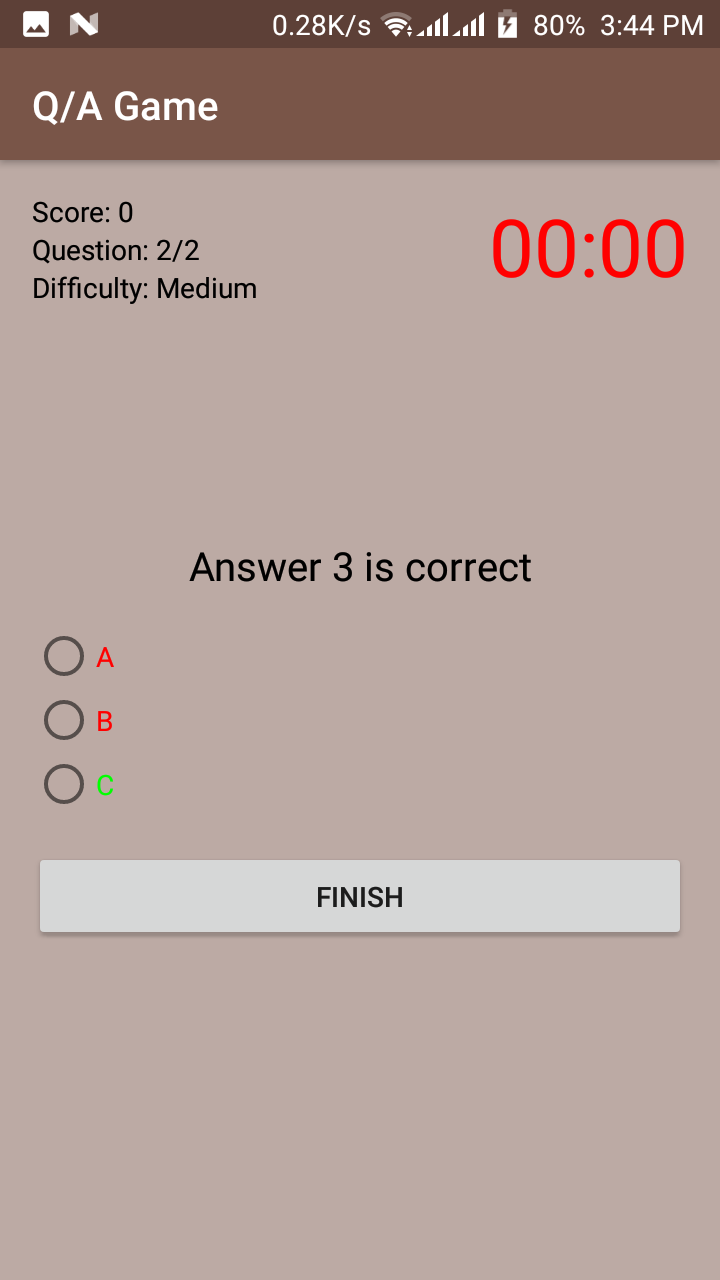 0.28K/s 80% 3:44 PM
Q/A Game
Score: 0
Question: 2/2
Difficulty: Medium
00:00
Answer 3 is correct
A
B
C
FINISH